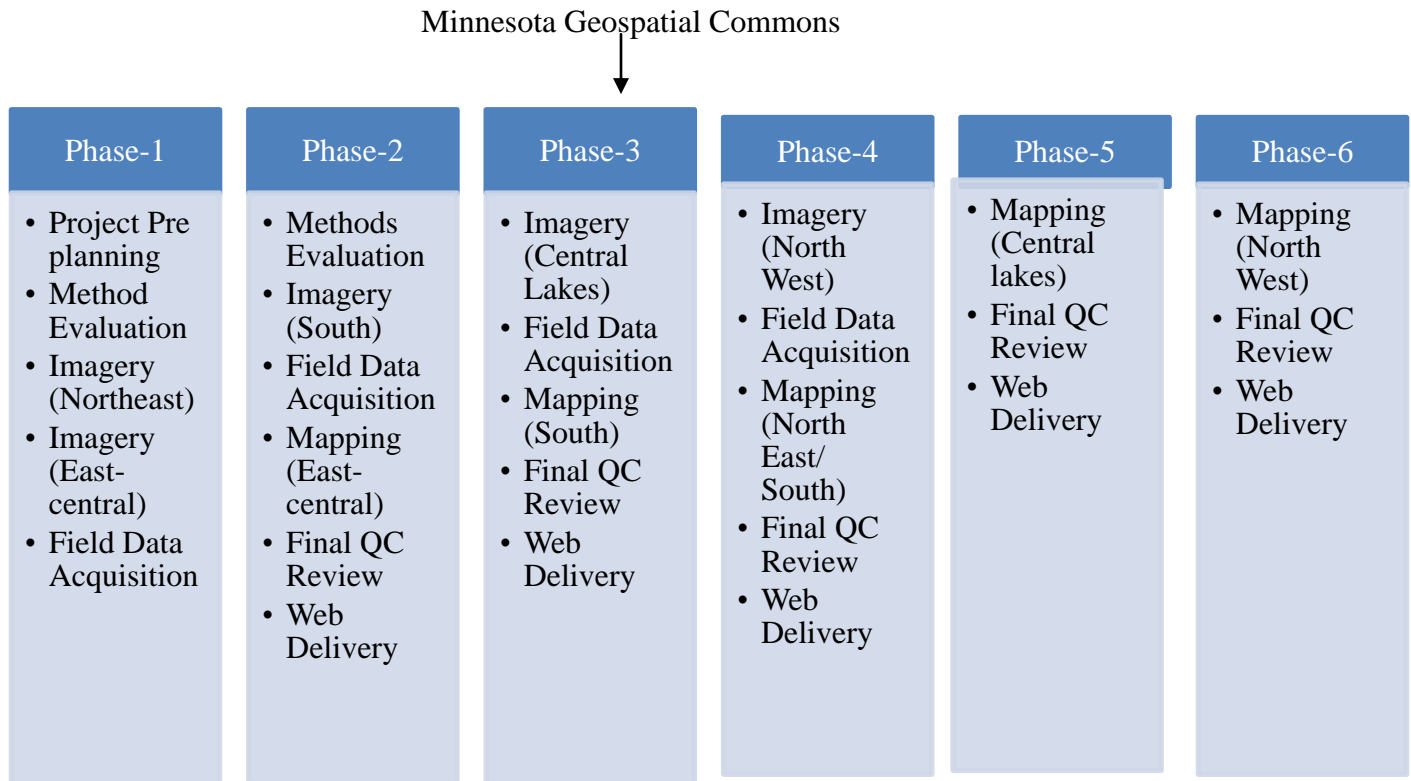 Minnesota Geospatial Commons
Phase-1
• Project Pre
planning
• Method
Evaluation
• Imagery
(Northeast)
• Imagery
(East-
central)
• Field Data
Acquisition
Phase-2
• Methods
Evaluation
• Imagery
(South)
• Field Data
Acquisition
• Mapping
(East-
central)
• Final QC
Review
• Web
Delivery
Phase-3
• Imagery
(Central
Lakes)
• Field Data
Acquisition
• Mapping
(South)
• Final QC
Review
• Web
Delivery
Phase-4
• Imagery
(North
West)
• Field Data
Acquisition
• Mapping
(North
East/
South)
• Final QC
Review
• Web
Delivery
Phase-5
• Mapping
(Central
lakes)
• Final QC
Review
• Web
Delivery
Phase-6
• Mapping
(North
West)
• Final QC
Review
• Web
Delivery